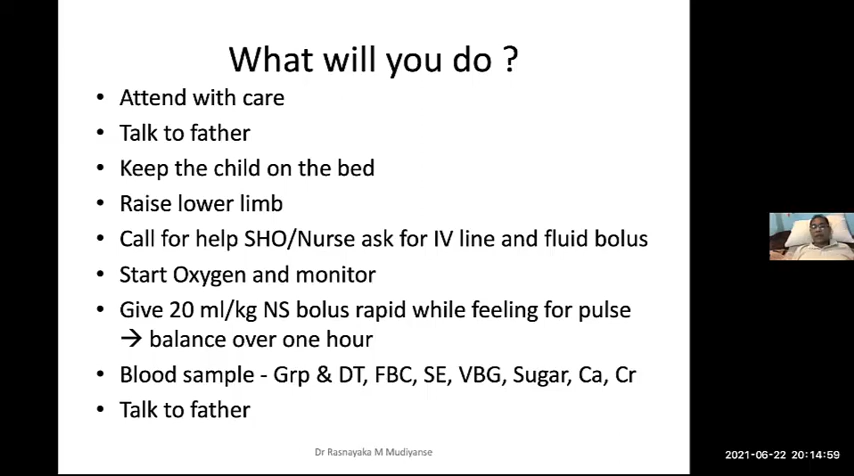 What will you do ?
• Attend with care
• Talk to father
• Keep the child on the bed
• Raise lower limb
• Call for help SHO/Nurse ask for IV line and fluid bolus
• Start Oxygen and monitor
• Give 20 ml/kg NS bolus rapid while feeling for pulse
→ balance over one hour
• Blood sample - Grp & DT, FBC, SE, VBG, Sugar, Ca, Cr
• Talk to father
Dr Rasnayaka M Mudiyanse
2021-06-22 20:14:59